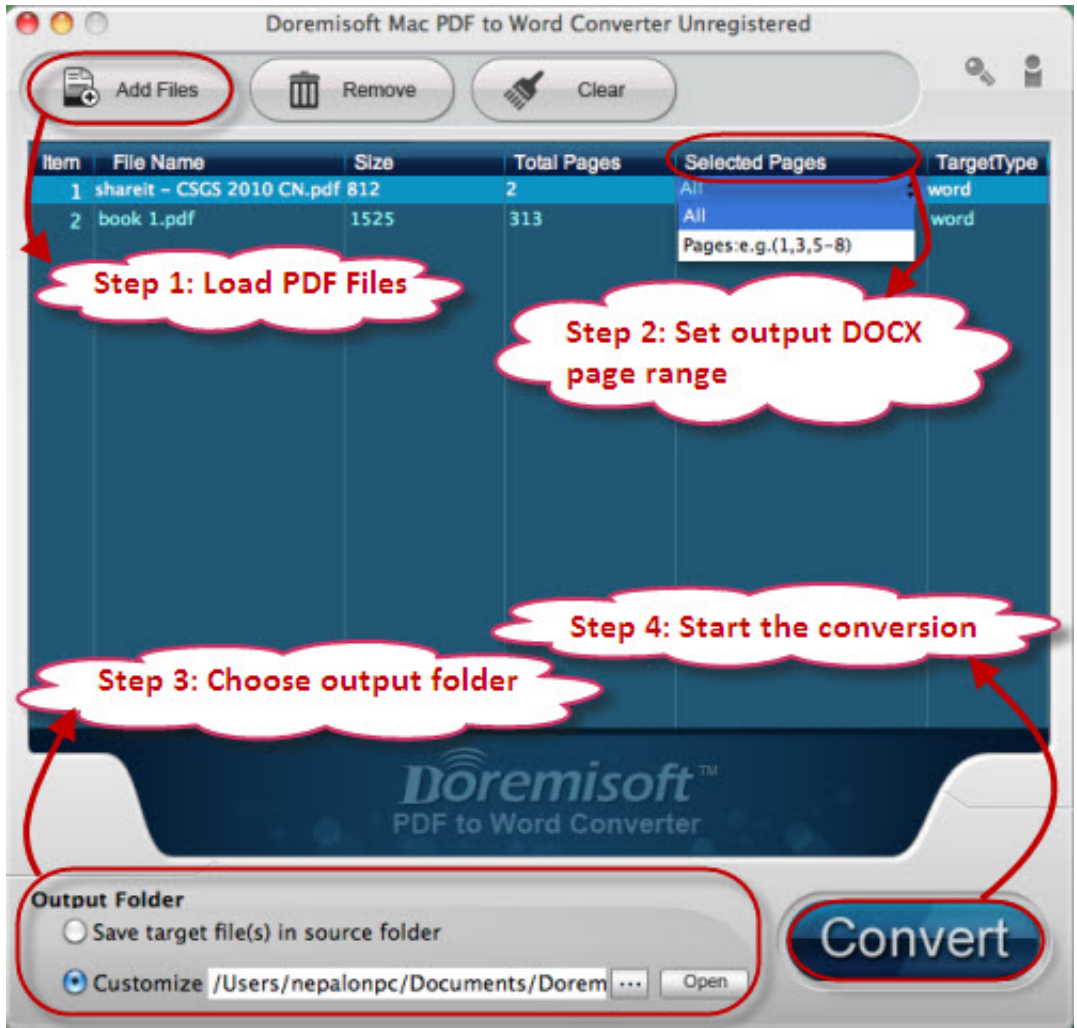 Doremisoft Mac PDF to Word Converter Unregistered
Add Files Remove Clear
Item File Name Size Total Pages Selected Pages TargetType
1 shareit – CSGS 2010 CN.pdf 812 2 All word
2 book 1.pdf 1525 313 All word
Pages:e.g.(1,3,5-8)
Step 1: Load PDF Files
Step 2: Set output DOCX
page range
Step 4: Start the conversion
Step 3: Choose output folder
Doremisoft™
PDF to Word Converter
Output Folder
Save target file(s) in source folder
Customize /Users/nepalonpc/Documents/Dorem ... Open
Convert